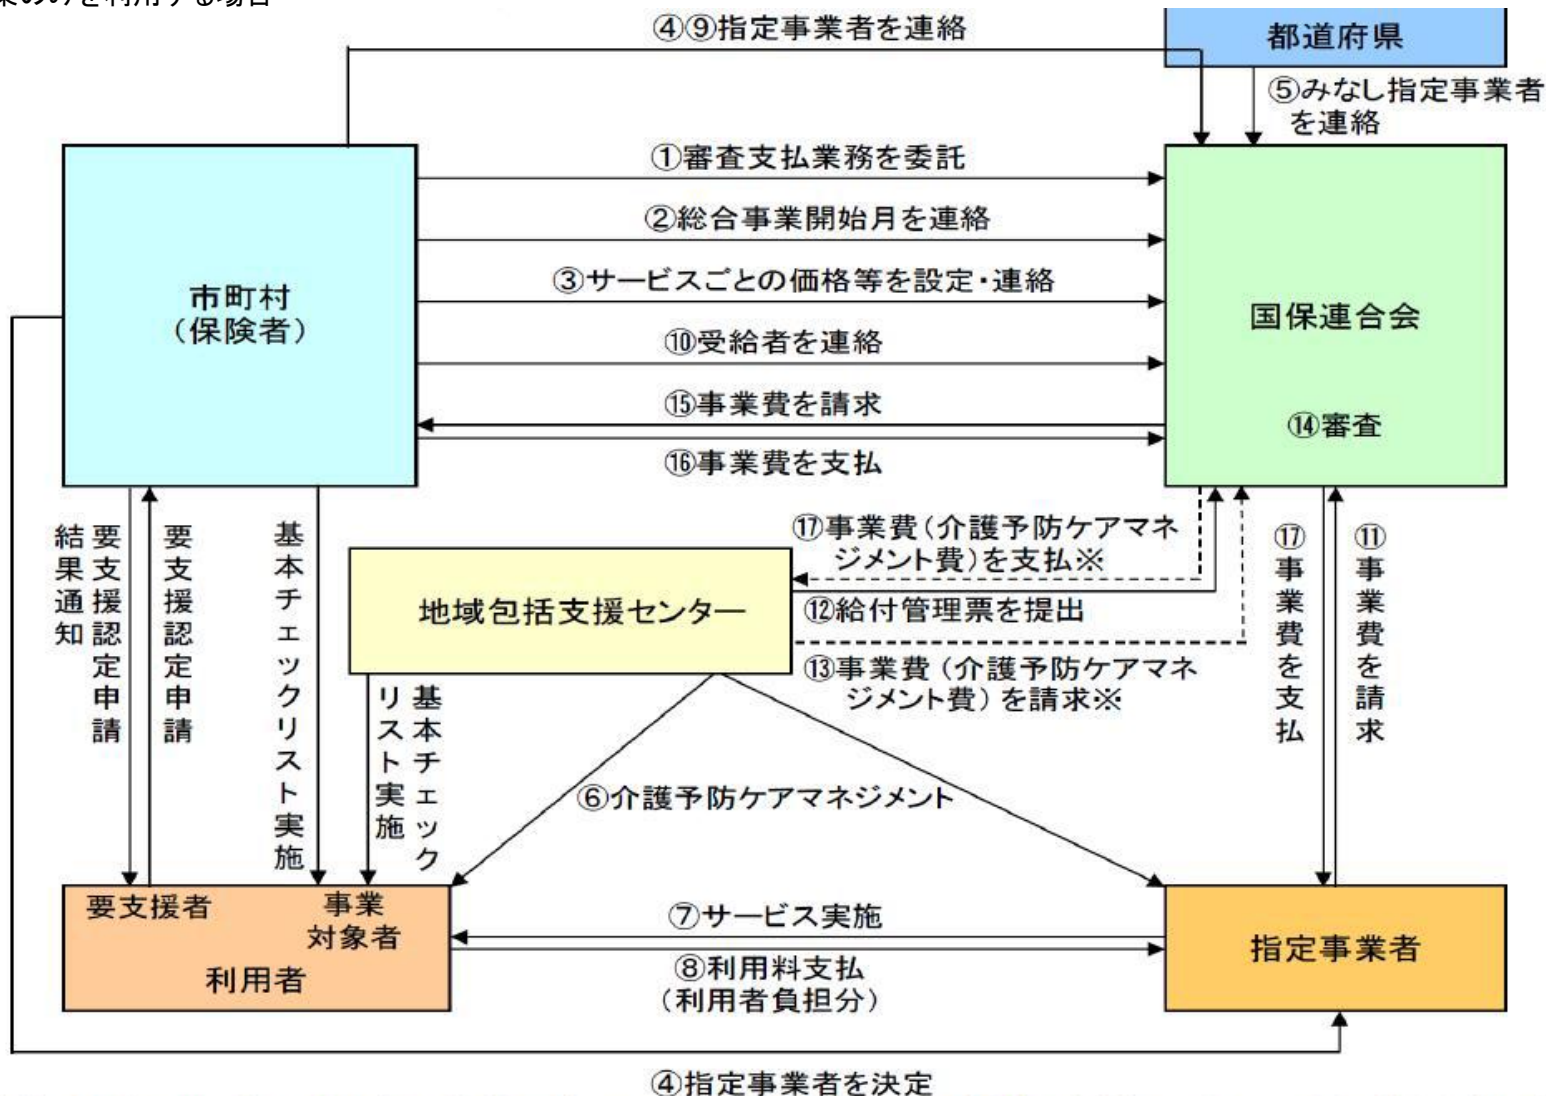 ④⑨指定事業者を連絡
都道府県
⑤みなし指定事業者
を連絡
①審査支払業務を委託
②総合事業開始月を連絡
③サービスごとの価格等を設定・連絡
市町村
（保険者）
国保連合会
⑩受給者を連絡
⑮事業費を請求
⑭審査
⑯事業費を支払
要支援認定申請
結果通知
要支援認定申請
基本チェックリスト実施
⑰事業費（介護予防ケアマネ
ジメント費）を支払※
地域包括支援センター
⑫給付管理票を提出
⑬事業費（介護予防ケアマネ
ジメント費）を請求※
⑰事業費を支払
⑪事業費を請求
基本チェック
リスト実施
⑥介護予防ケアマネジメント
要支援者
事業
対象者
利用者
⑦サービス実施
⑧利用料支払
（利用者負担分）
指定事業者
④指定事業者を決定